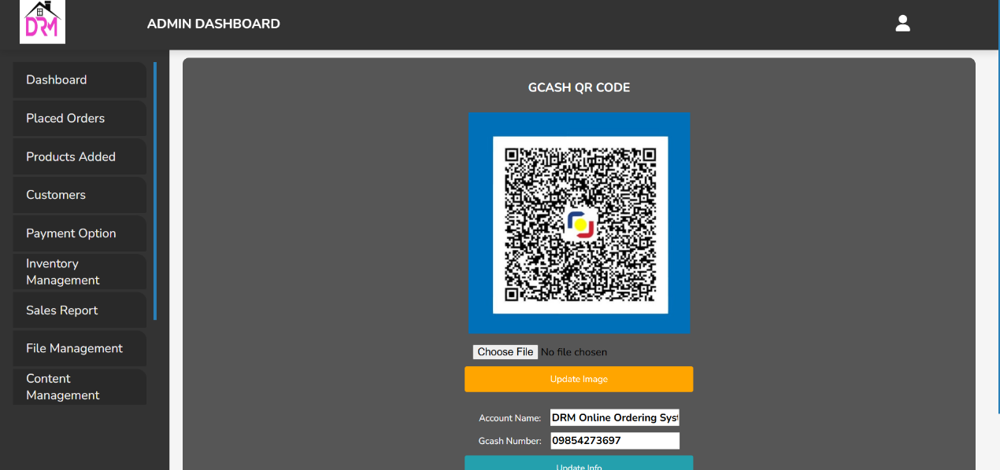 DRM
ADMIN DASHBOARD
Dashboard
Placed Orders
Products Added
Customers
Payment Option
Inventory
Management
Sales Report
File Management
Content
Management
GCASH QR CODE
Choose File No file chosen
Update Image
Account Name: DRM Online Ordering Syst
Gcash Number: 09854273697
Update Info